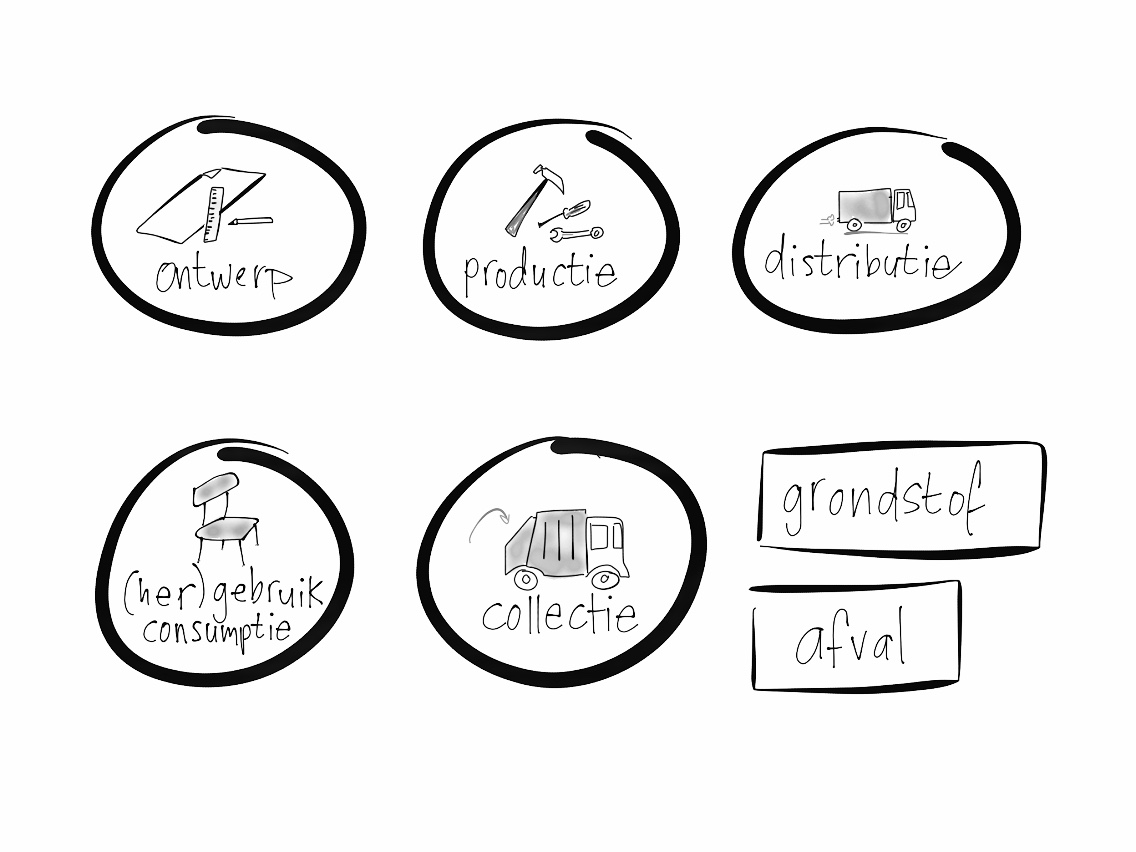 ontwerp
productie
distributie
(her)gebruik
consumptie
collectie
grondstof
afval